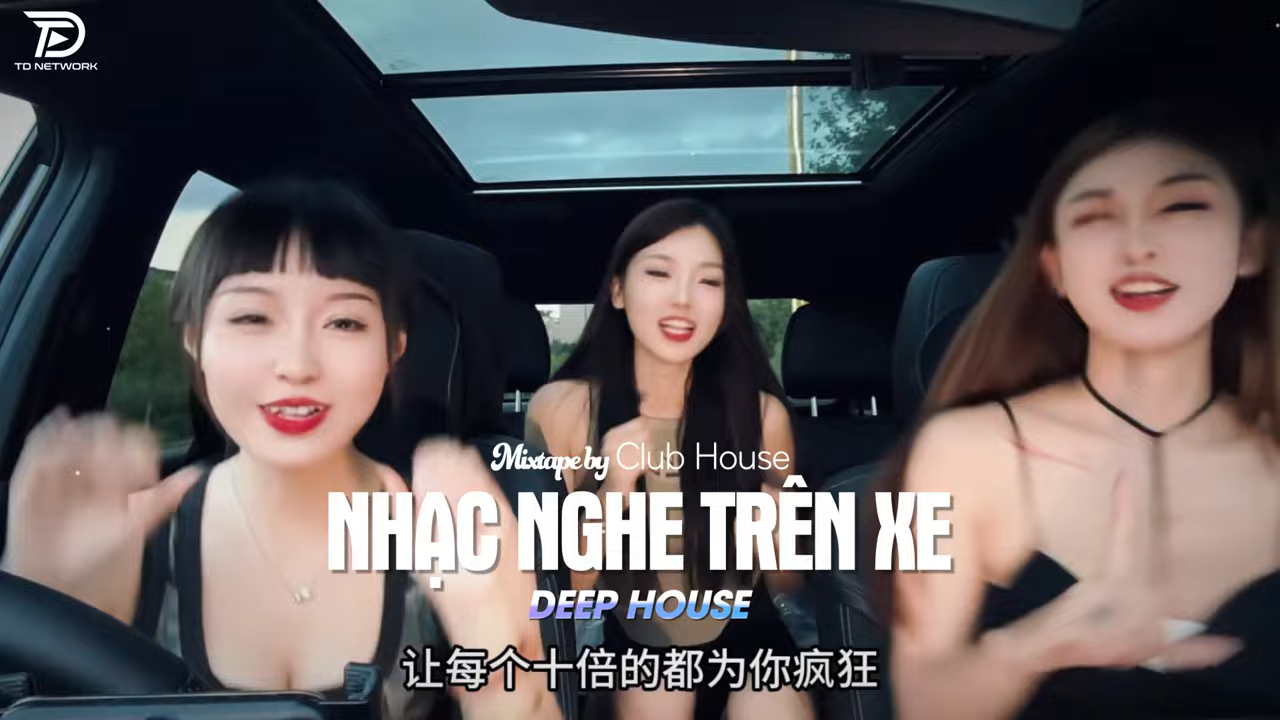 TD NETWORK
Mixtape by Club House
NHẠC NGHE TRÊN XE
DEEP HOUSE
让每个十倍的都为你疯狂